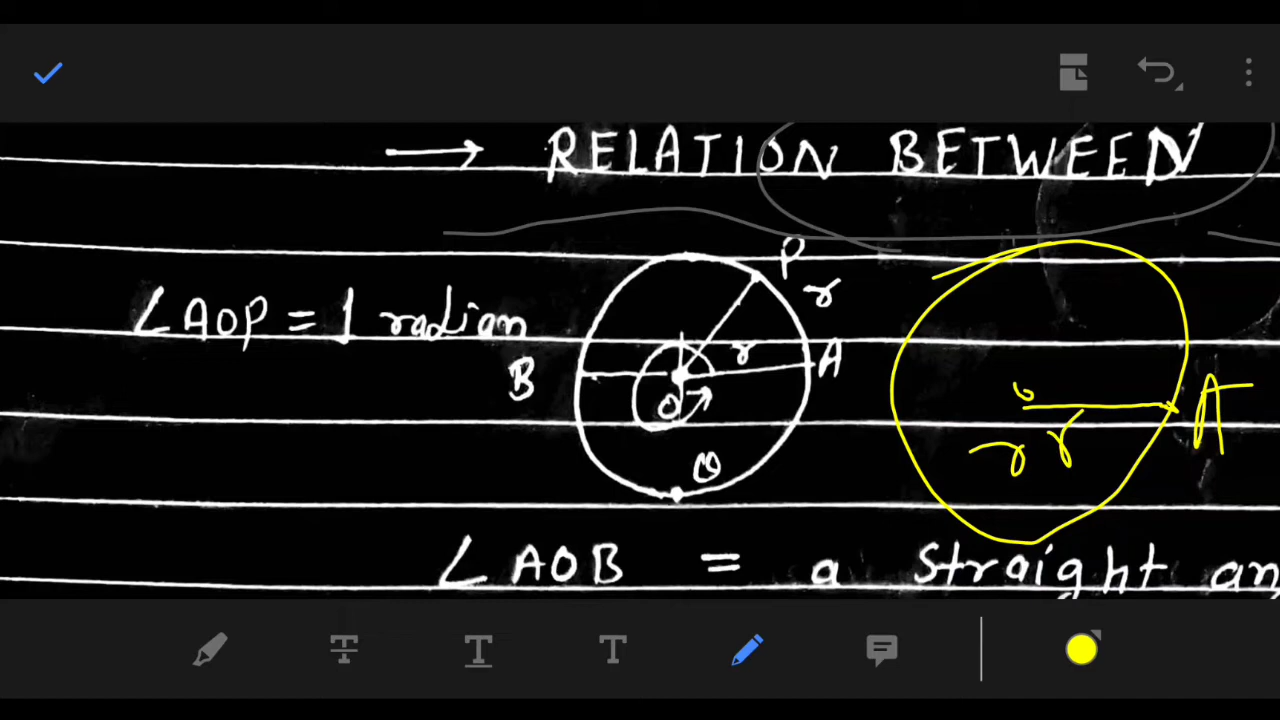 → RELATION BETWEEN
P
r
∠AOP = 1 radian
r
A
B
O
θ
o
A
r r
∠AOB = a straight an